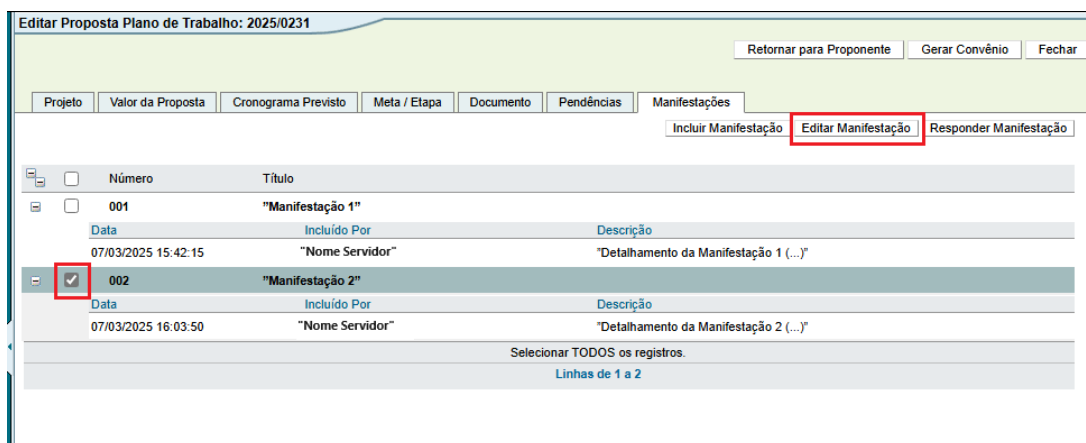 Editar Proposta Plano de Trabalho: 2025/0231
Retornar para Proponente Gerar Convênio Fechar
Projeto Valor da Proposta Cronograma Previsto Meta / Etapa Documento Pendências Manifestações
Incluir Manifestação Editar Manifestação Responder Manifestação
Número Título
001 "Manifestação 1"
Data Incluído Por Descrição
07/03/2025 15:42:15 "Nome Servidor" "Detalhamento da Manifestação 1 (...)"
002 "Manifestação 2"
Data Incluído Por Descrição
07/03/2025 16:03:50 "Nome Servidor" "Detalhamento da Manifestação 2 (...)"
Selecionar TODOS os registros.
Linhas de 1 a 2